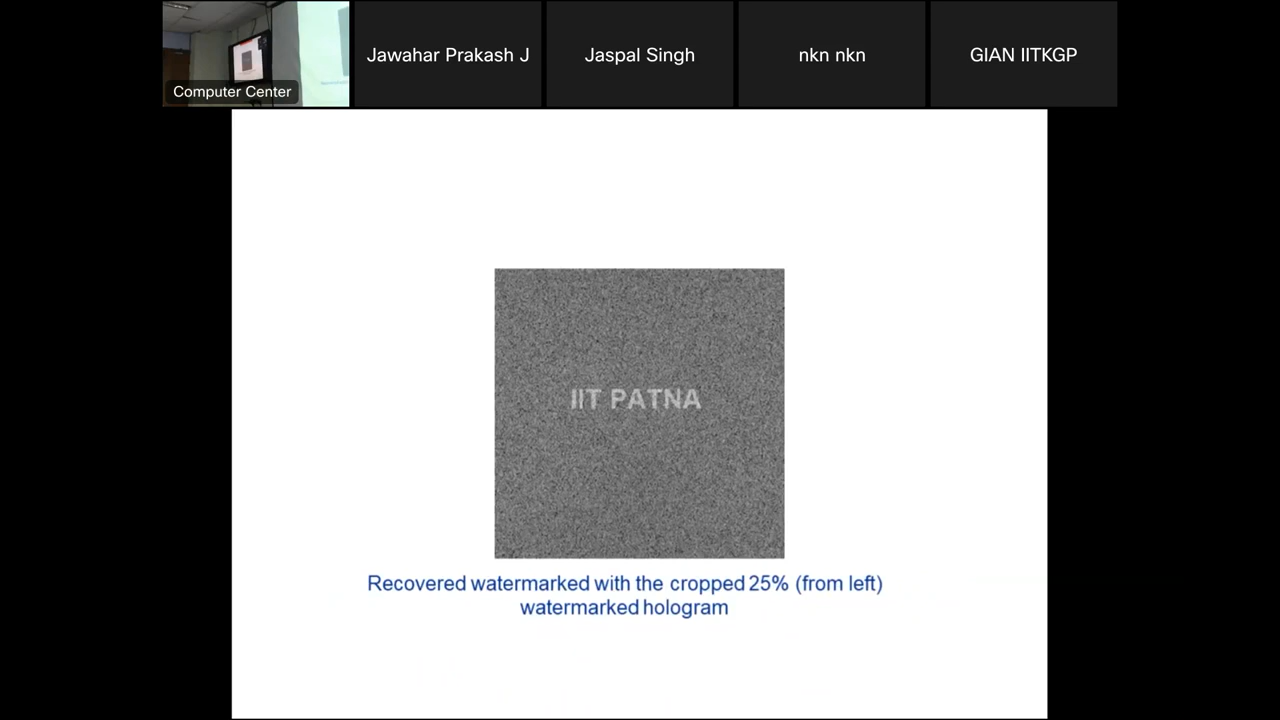 Computer Center
Jawahar Prakash J
Jaspal Singh
nkn nkn
GIAN IITKGP
IIT PATNA
Recovered watermarked with the cropped 25% (from left)
watermarked hologram